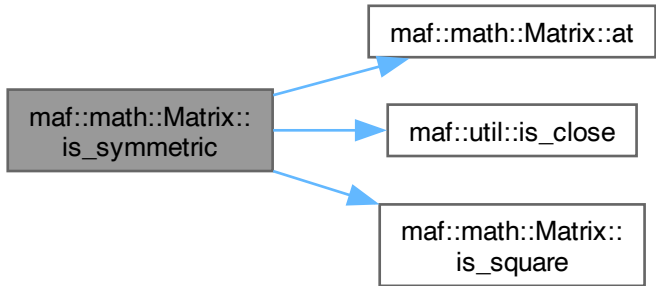 maf::math::Matrix::at
maf::math::Matrix::
is_symmetric
maf::util::is_close
maf::math::Matrix::
is_square